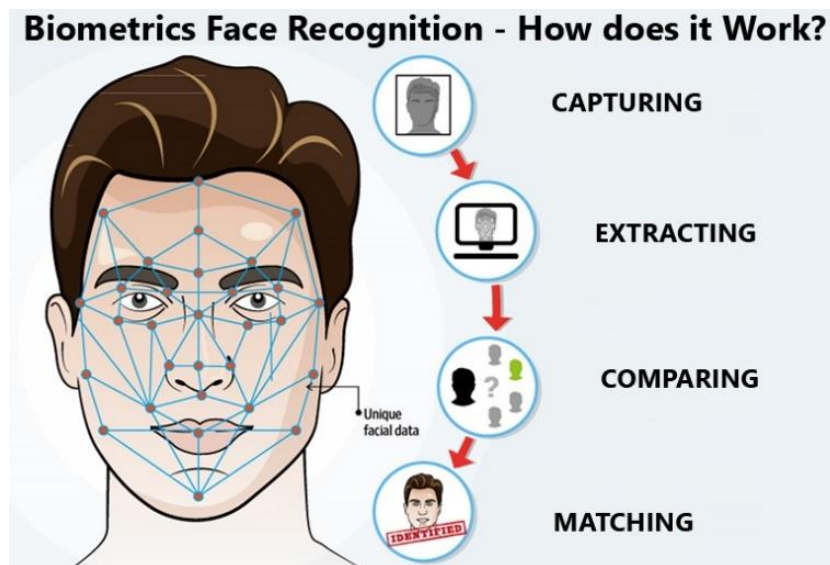 Biometrics Face Recognition - How does it Work?
CAPTURING
EXTRACTING
COMPARING
Unique
facial data
IDENTIFIED
MATCHING